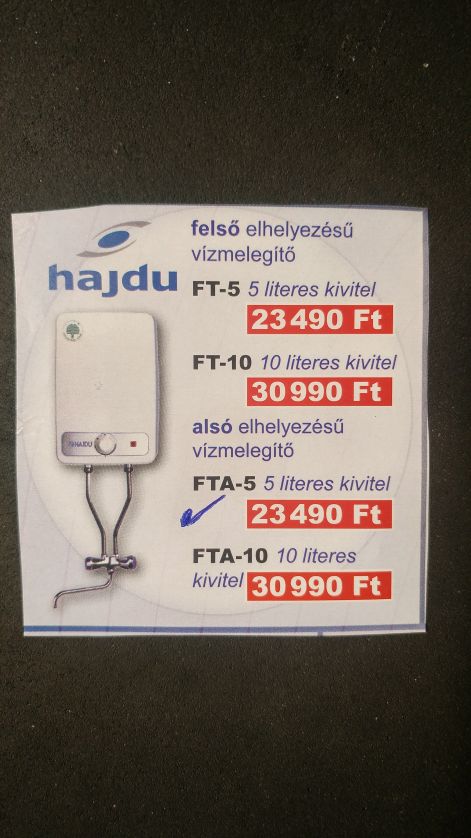 hajdu
felső elhelyezésű
vízmelegítő
FT-5 5 literes kivitel
23 490 Ft
FT-10 10 literes kivitel
30 990 Ft
alsó elhelyezésű
vízmelegítő
FTA-5 5 literes kivitel
23 490 Ft
FTA-10 10 literes
kivitel 30 990 Ft
HAJDU